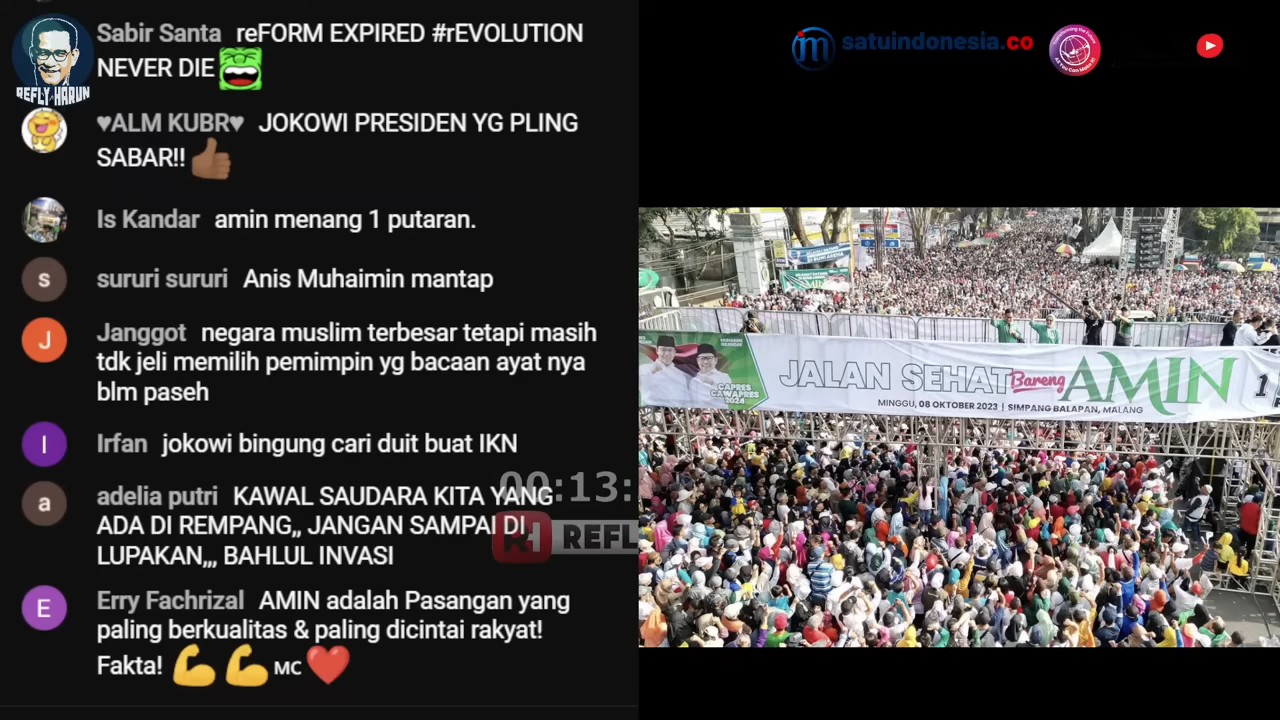 Sabir Santa reFORM EXPIRED #rEVOLUTION
NEVER DIE
REFLY HARUN
♥ALM KUBR♥ JOKOWI PRESIDEN YG PLING
SABAR!!
Is Kandar amin menang 1 putaran.
s
sururi sururi Anis Muhaimin mantap
J
Janggot negara muslim terbesar tetapi masih
tdk jeli memilih pemimpin yg bacaan ayat nya
blm paseh
I
Irfan jokowi bingung cari duit buat IKN
a
adelia putri KAWAL SAUDARA KITA YANG
ADA DI REMPANG,, JANGAN SAMPAI DI
LUPAKAN,,, BAHLUL INVASI
E
Erry Fachrizal AMIN adalah Pasangan yang
paling berkualitas & paling dicintai rakyat!
Fakta! MC
00:13:
RH REFL
satuindonesia.co
CAPRES
CAWAPRES
2024
JALAN SEHAT Bareng AMIN
MINGGU, 08 OKTOBER 2023 | SIMPANG BALAPAN, MALANG
1